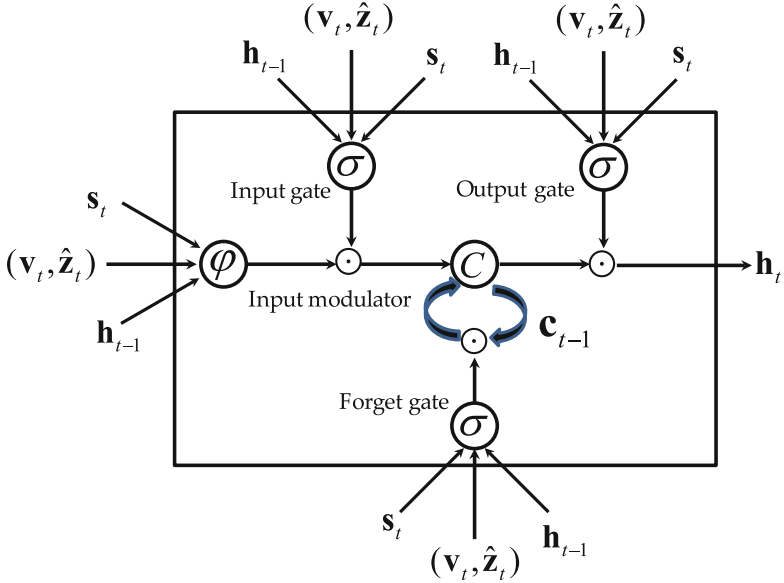 (v_t, ẑ_t) (v_t, ẑ_t)
h_{t−1} s_t h_{t−1} s_t
σ σ
Input gate Output gate
s_t
(v_t, ẑ_t) φ C h_t
Input modulator
h_{t−1} c_{t−1}
Forget gate
σ
s_t h_{t−1}
(v_t, ẑ_t)